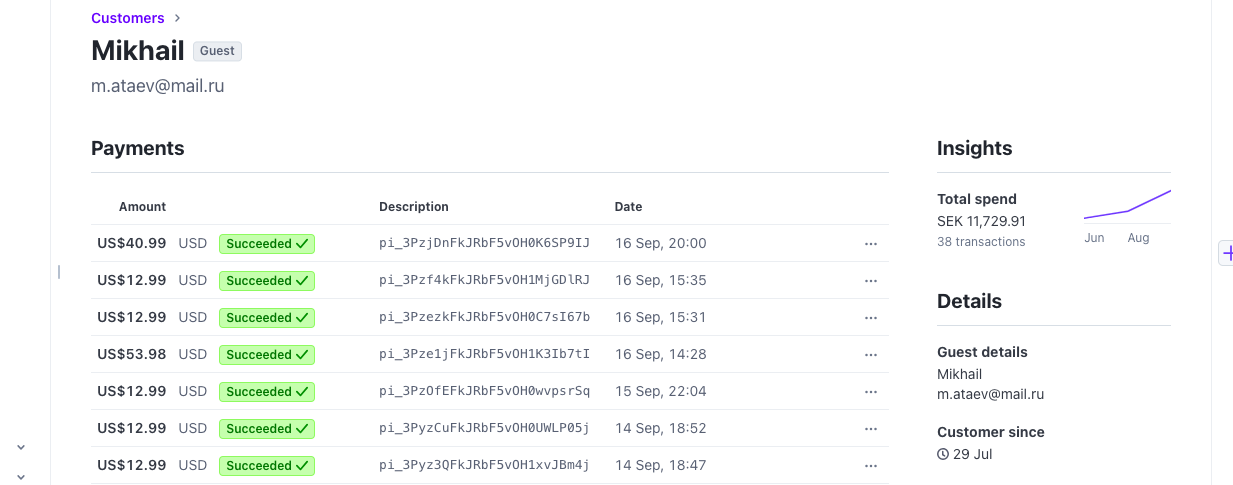 Customers
Mikhail Guest
m.ataev@mail.ru
Payments
Amount Description Date
US$40.99 USD Succeeded pi_3PzjDnFkJRbF5vOH0K6SP9IJ 16 Sep, 20:00
US$12.99 USD Succeeded pi_3Pzf4kFkJRbF5vOH1MjGDlRJ 16 Sep, 15:35
US$12.99 USD Succeeded pi_3PzezkFkJRbF5vOH0C7sI67b 16 Sep, 15:31
US$53.98 USD Succeeded pi_3Pze1jFkJRbF5vOH1K3Ib7tI 16 Sep, 14:28
US$12.99 USD Succeeded pi_3PzOfEFkJRbF5vOH0wvpsrSq 15 Sep, 22:04
US$12.99 USD Succeeded pi_3PyzCuFkJRbF5vOH0UWLP05j 14 Sep, 18:52
US$12.99 USD Succeeded pi_3Pyz3QFkJRbF5vOH1xvJBm4j 14 Sep, 18:47
Insights
Total spend
SEK 11,729.91
38 transactions
Jun Aug
Details
Guest details
Mikhail
m.ataev@mail.ru
Customer since
29 Jul